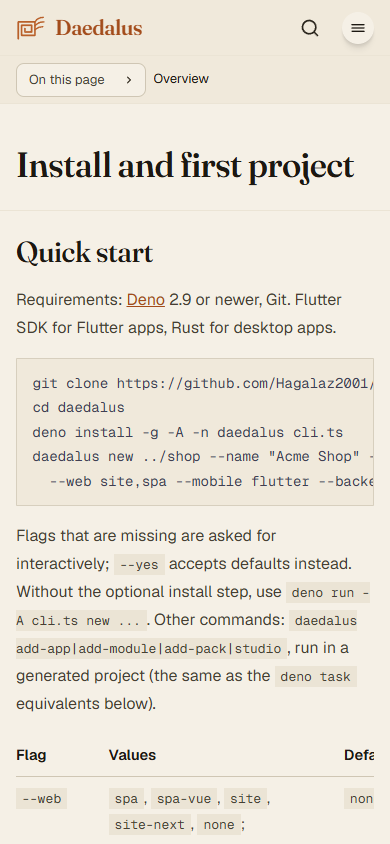 Daedalus
On this page
Overview
Install and first project
Quick start
Requirements: Deno 2.9 or newer, Git. Flutter
SDK for Flutter apps, Rust for desktop apps.
git clone https://github.com/Hagalaz2001/
cd daedalus
deno install -g -A -n daedalus cli.ts
daedalus new ../shop --name "Acme Shop" -
--web site,spa --mobile flutter --backe
Flags that are missing are asked for
interactively; --yes accepts defaults instead.
Without the optional install step, use deno run -
A cli.ts new ... . Other commands: daedalus
add-app|add-module|add-pack|studio , run in a
generated project (the same as the deno task
equivalents below).
Flag Values Defa
--web spa , spa-vue , site , non
site-next , none ;